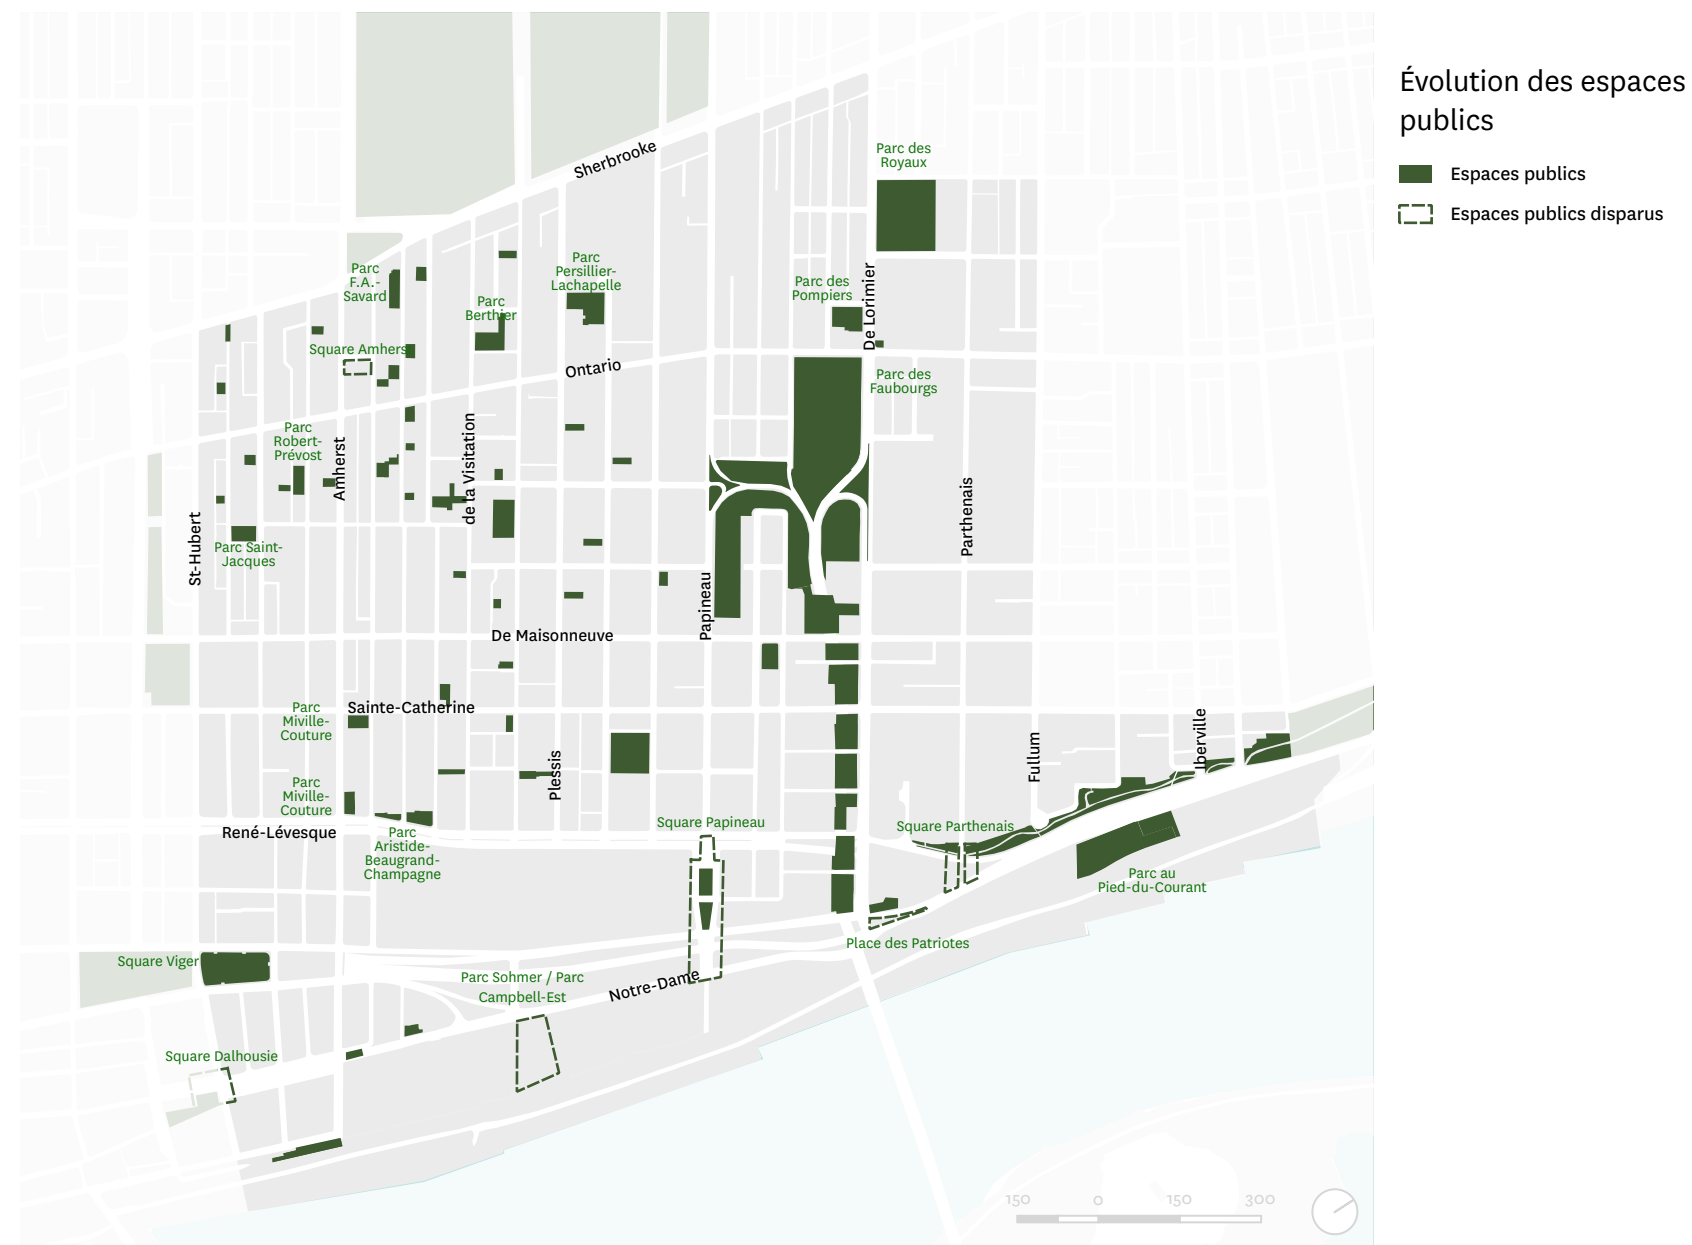 Évolution des espaces
publics
Espaces publics
Espaces publics disparus
Sherbrooke
Parc des
Royaux
Parc
F.A.-
Savard
Parc
Persillier-
Lachapelle
Parc
Berthier
Parc des
Pompiers
De Lorimier
Square Amherst
Ontario
Parc des
Faubourgs
Parc
Robert-
Prévost
Amherst
de la Visitation
St-Hubert
Parc Saint-
Jacques
Parthenais
Papineau
De Maisonneuve
Parc
Miville-
Couture
Sainte-Catherine
Plessis
Fullum
Iberville
Parc
Miville-
Couture
René-Lévesque
Parc
Aristide-
Beaugrand-
Champagne
Square Papineau
Square Parthenais
Parc au
Pied-du-Courant
Place des Patriotes
Square Viger
Parc Sohmer / Parc
Campbell-Est
Notre-Dame
Square Dalhousie
150 0 150 300